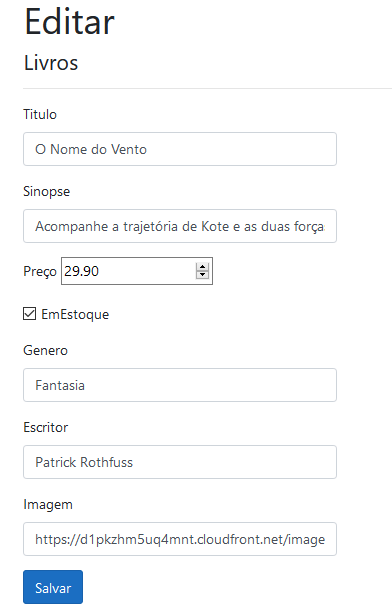 Editar
Livros
Titulo
O Nome do Vento
Sinopse
Acompanhe a trajetória de Kote e as duas força
Preço 29.90
EmEstoque
Genero
Fantasia
Escritor
Patrick Rothfuss
Imagem
https://d1pkzhm5uq4mnt.cloudfront.net/image
Salvar